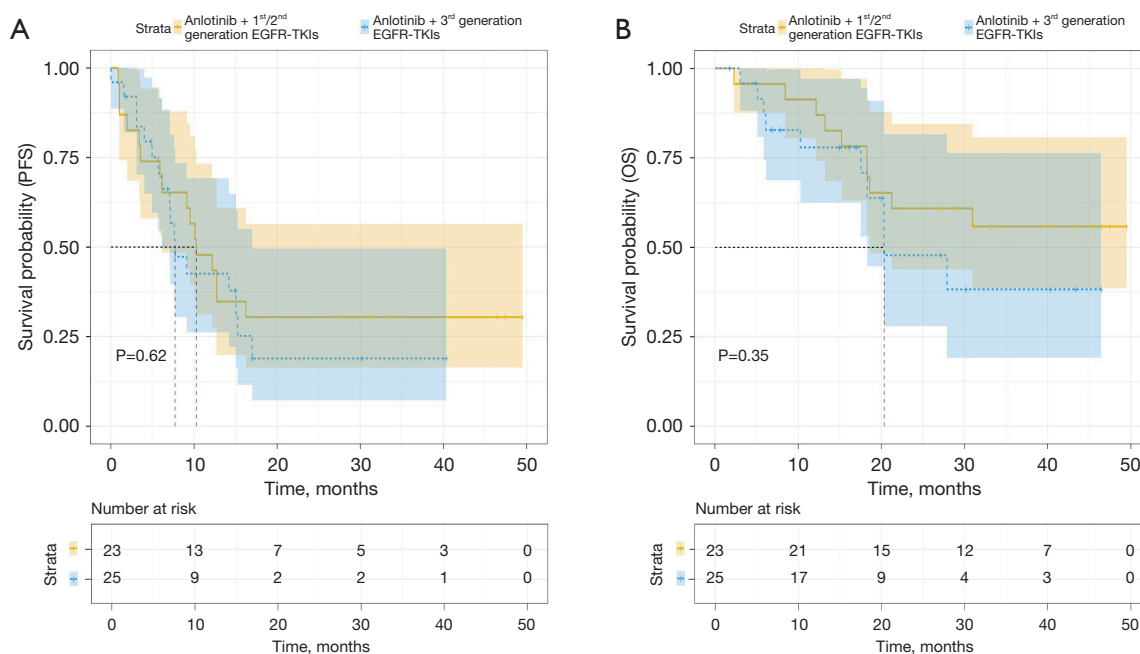 A
Strata Anlotinib + 1st/2nd generation EGFR-TKIs Anlotinib + 3rd generation EGFR-TKIs
Survival probability (PFS)
1.00
0.75
0.50
0.25
0.00
P=0.62
0 10 20 30 40 50
Time, months
Number at risk
Strata
23 13 7 5 3 0
25 9 2 2 1 0
0 10 20 30 40 50
Time, months
B
Strata Anlotinib + 1st/2nd generation EGFR-TKIs Anlotinib + 3rd generation EGFR-TKIs
Survival probability (OS)
1.00
0.75
0.50
0.25
0.00
P=0.35
0 10 20 30 40 50
Time, months
Number at risk
Strata
23 21 15 12 7 0
25 17 9 4 3 0
0 10 20 30 40 50
Time, months